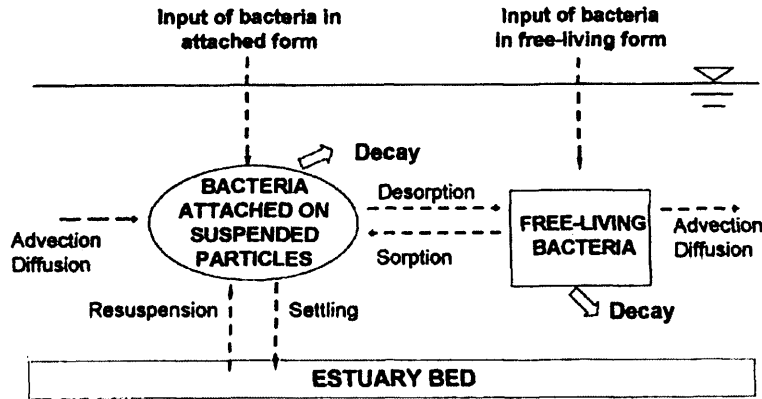 Input of bacteria in
attached form
Input of bacteria
in free-living form
Decay
BACTERIA
ATTACHED ON
SUSPENDED
PARTICLES
Desorption
Sorption
FREE-LIVING
BACTERIA
Advection
Diffusion
Advection
Diffusion
Resuspension
Settling
Decay
ESTUARY BED